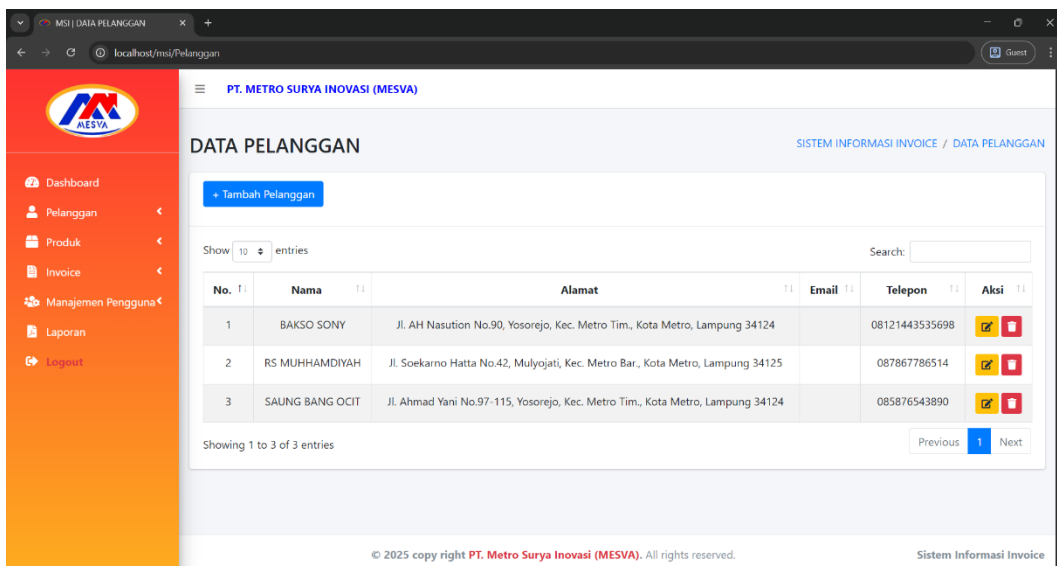 MSI | DATA PELANGGAN
localhost/msi/Pelanggan
Guest
MESVA
PT. METRO SURYA INOVASI (MESVA)
DATA PELANGGAN
SISTEM INFORMASI INVOICE / DATA PELANGGAN
Dashboard
Pelanggan
Produk
Invoice
Manajemen Pengguna
Laporan
Logout
+ Tambah Pelanggan
Show 10 entries
Search:
No. Nama Alamat Email Telepon Aksi
1 BAKSO SONY Jl. AH Nasution No.90, Yosorejo, Kec. Metro Tim., Kota Metro, Lampung 34124 08121443535698
2 RS MUHHAMDIYAH Jl. Soekarno Hatta No.42, Mulyojati, Kec. Metro Bar., Kota Metro, Lampung 34125 087867786514
3 SAUNG BANG OCIT Jl. Ahmad Yani No.97-115, Yosorejo, Kec. Metro Tim., Kota Metro, Lampung 34124 085876543890
Showing 1 to 3 of 3 entries
Previous 1 Next
© 2025 copy right PT. Metro Surya Inovasi (MESVA). All rights reserved.
Sistem Informasi Invoice